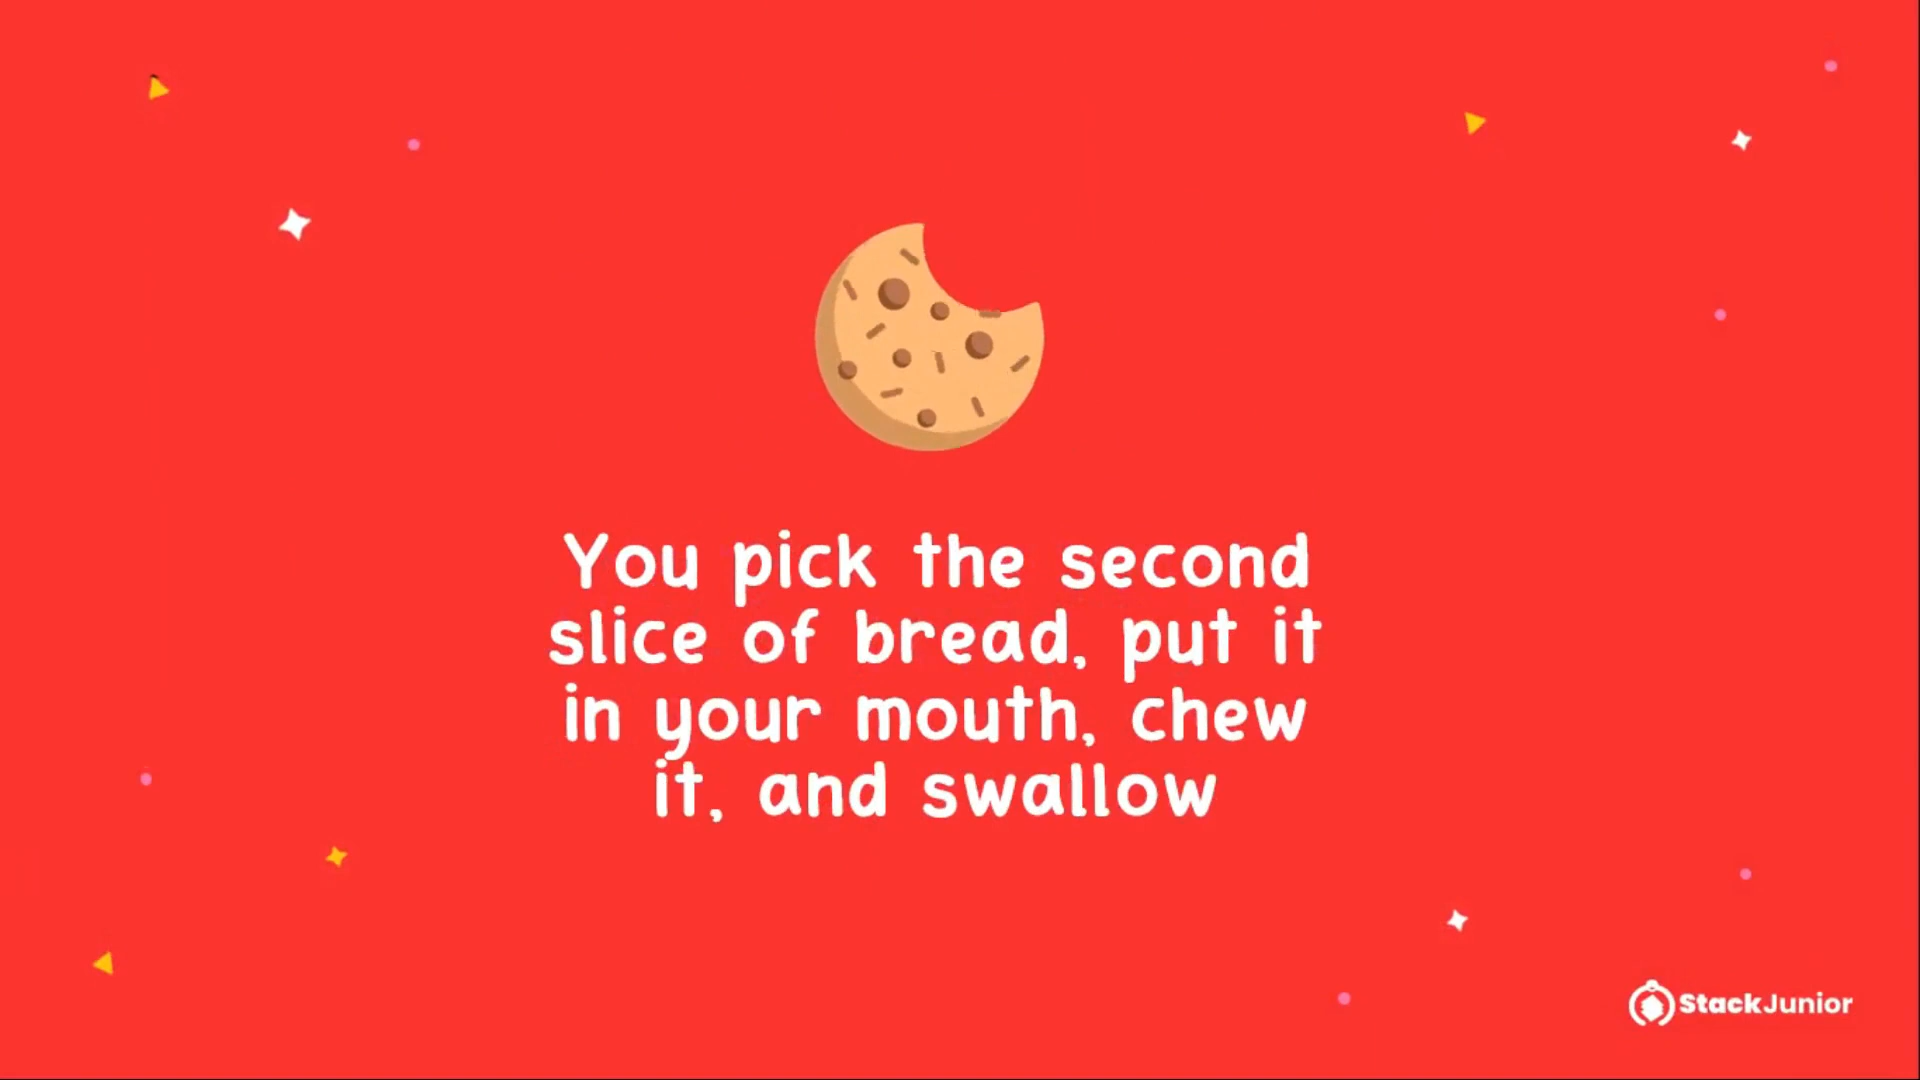 You pick the second
slice of bread, put it
in your mouth, chew
it, and swallow
StackJunior